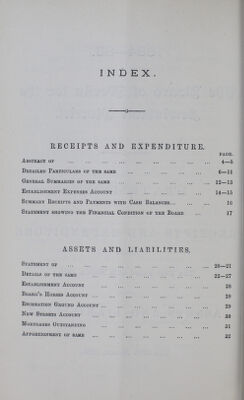 INDEX.
RECEIPTS AND EXPENDITURE.
PAGE.
ABSTRACT OF ... 4—5
DETAILED PARTICULARS OF THE SAME ... 6—11
GENERAL SUMMARIES OF THE SAME ... 12—13
ESTABLISHMENT EXPENSES ACCOUNT ... 14—15
SUMMARY RECEIPTS AND PAYMENTS WITH CASH BALANCES ... 16
STATEMENT SHOWING THE FINANCIAL CONDITION OF THE BOARD ... 17
ASSETS AND LIABILITIES.
STATEMENT OF ... 20—21
DETAILS OF THE SAME ... 22—27
ESTABLISHMENT ACCOUNT ... 28
BOARD'S HORSES ACCOUNT ... 29
RECREATION GROUND ACCOUNT ... 29
NEW STREETS ACCOUNT ... 30
MORTGAGES OUTSTANDING ... 31
APPORTIONMENT OF SAME ... 32